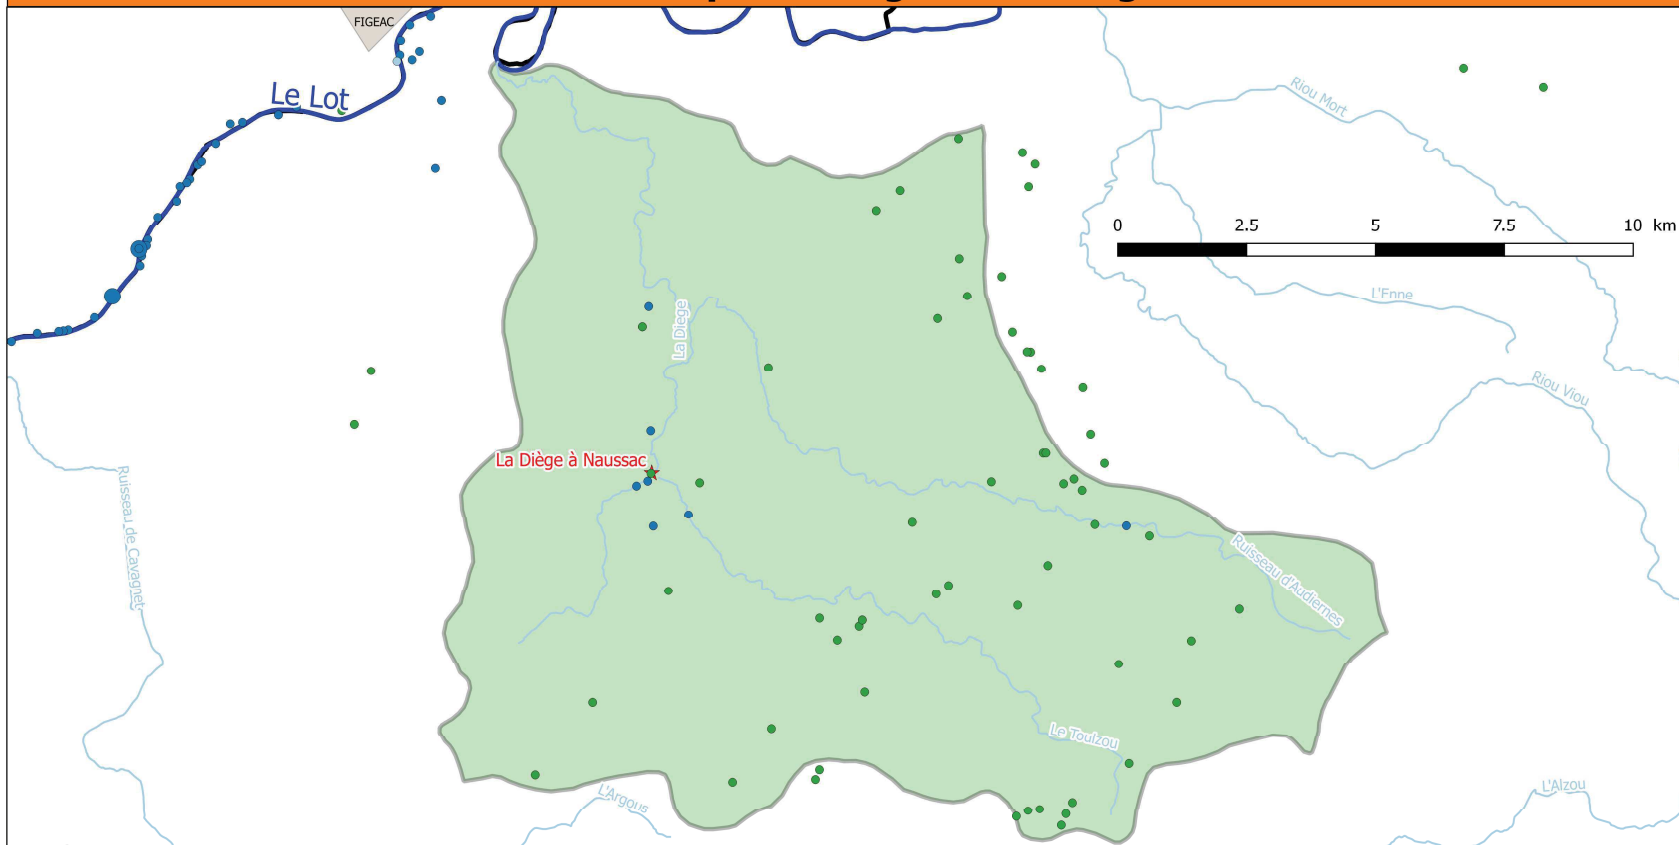 FIGEAC
Le Lot
Riou Mort
0 2.5 5 7.5 10 km
L'Enne
La Diège
Riou Viou
La Diège à Naussac
Ruisseau de Cavagnet
Ruisseau d'Audiernes
Le Toulzou
L'Argous
L'Alzou